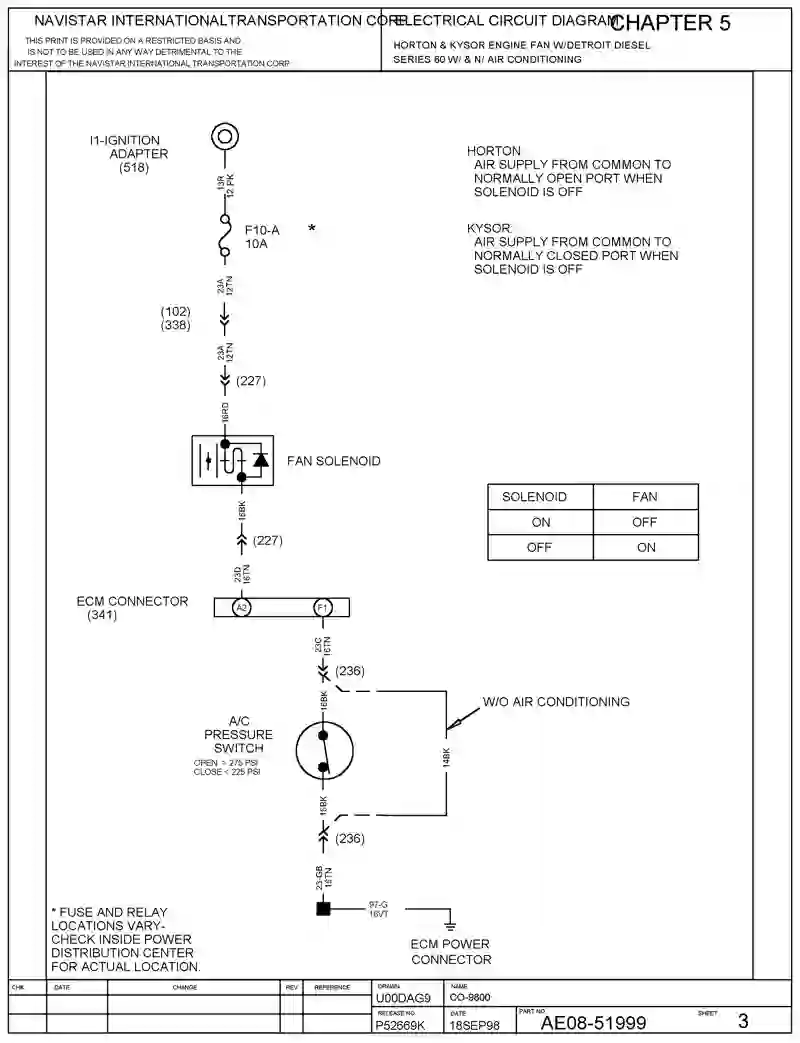 NAVISTAR INTERNATIONALTRANSPORTATION CORP.
ELECTRICAL CIRCUIT DIAGRAM
CHAPTER 5
THIS PRINT IS PROVIDED ON A RESTRICTED BASIS AND
IS NOT TO BE USED IN ANY WAY DETRIMENTAL TO THE
INTEREST OF THE NAVISTAR INTERNATIONAL TRANSPORTATION CORP.
HORTON & KYSOR ENGINE FAN W/DETROIT DIESEL
SERIES 60 W/ & N/ AIR CONDITIONING
I1-IGNITION
ADAPTER
(518)
13R
12 PK
F10-A
10A
*
23A
12TN
(102)
(338)
23A
12TN
(227)
16RD
FAN SOLENOID
16BK
(227)
23D
16TN
ECM CONNECTOR
(341)
A2
F1
23C
16TN
(236)
16BK
A/C
PRESSURE
SWITCH
OPEN > 275 PSI
CLOSE < 225 PSI
W/O AIR CONDITIONING
14BK
16BK
(236)
23-GB
16TN
97-G
16VT
ECM POWER
CONNECTOR
HORTON
AIR SUPPLY FROM COMMON TO
NORMALLY OPEN PORT WHEN
SOLENOID IS OFF
KYSOR:
AIR SUPPLY FROM COMMON TO
NORMALLY CLOSED PORT WHEN
SOLENOID IS OFF
SOLENOID FAN
ON OFF
OFF ON
* FUSE AND RELAY
LOCATIONS VARY-
CHECK INSIDE POWER
DISTRIBUTION CENTER
FOR ACTUAL LOCATION.
CHK DATE CHANGE REV REFERENCE
DRAWN
U00DAG9
NAME
CO-9800
RELEASE NO.
P52669K
DATE
18SEP98
PART NO.
AE08-51999
SHEET
3